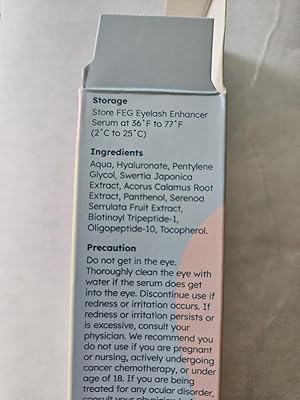 Storage
Store FEG Eyelash Enhancer
Serum at 36˚F to 77˚F
(2˚C to 25˚C)
Ingredients
Aqua, Hyaluronate, Pentylene
Glycol, Swertia Japonica
Extract, Acorus Calamus Root
Extract, Panthenol, Serenoa
Serrulata Fruit Extract,
Biotinoyl Tripeptide-1,
Oligopeptide-10, Tocopherol.
Precaution
Do not get in the eye.
Thoroughly clean the eye with
water if the serum does get
into the eye. Discontinue use if
redness or irritation occurs. If
redness or irritation persists or
is excessive, consult your
physician. We recommend you
do not use if you are pregnant
or nursing, actively undergoing
cancer chemotherapy, or under
age of 18. If you are being
treated for any ocular disorder,
consult your physician